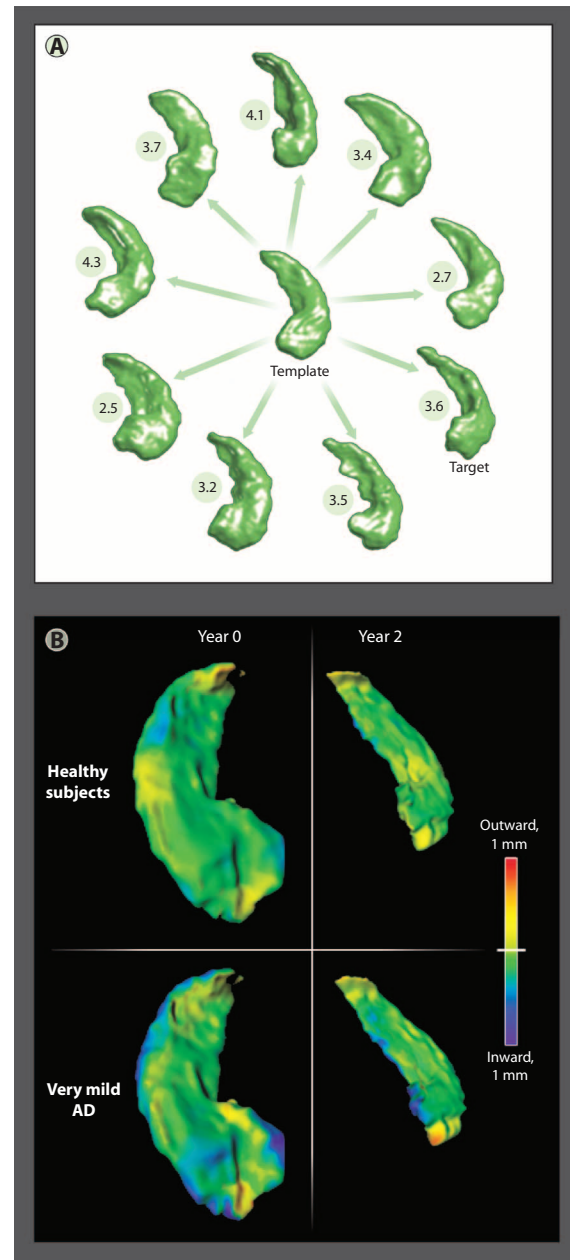 A
4.1
3.7
3.4
4.3
2.7
Template
2.5
3.6
Target
3.2
3.5
B
Year 0
Year 2
Healthy
subjects
Outward,
1 mm
Inward,
1 mm
Very mild
AD